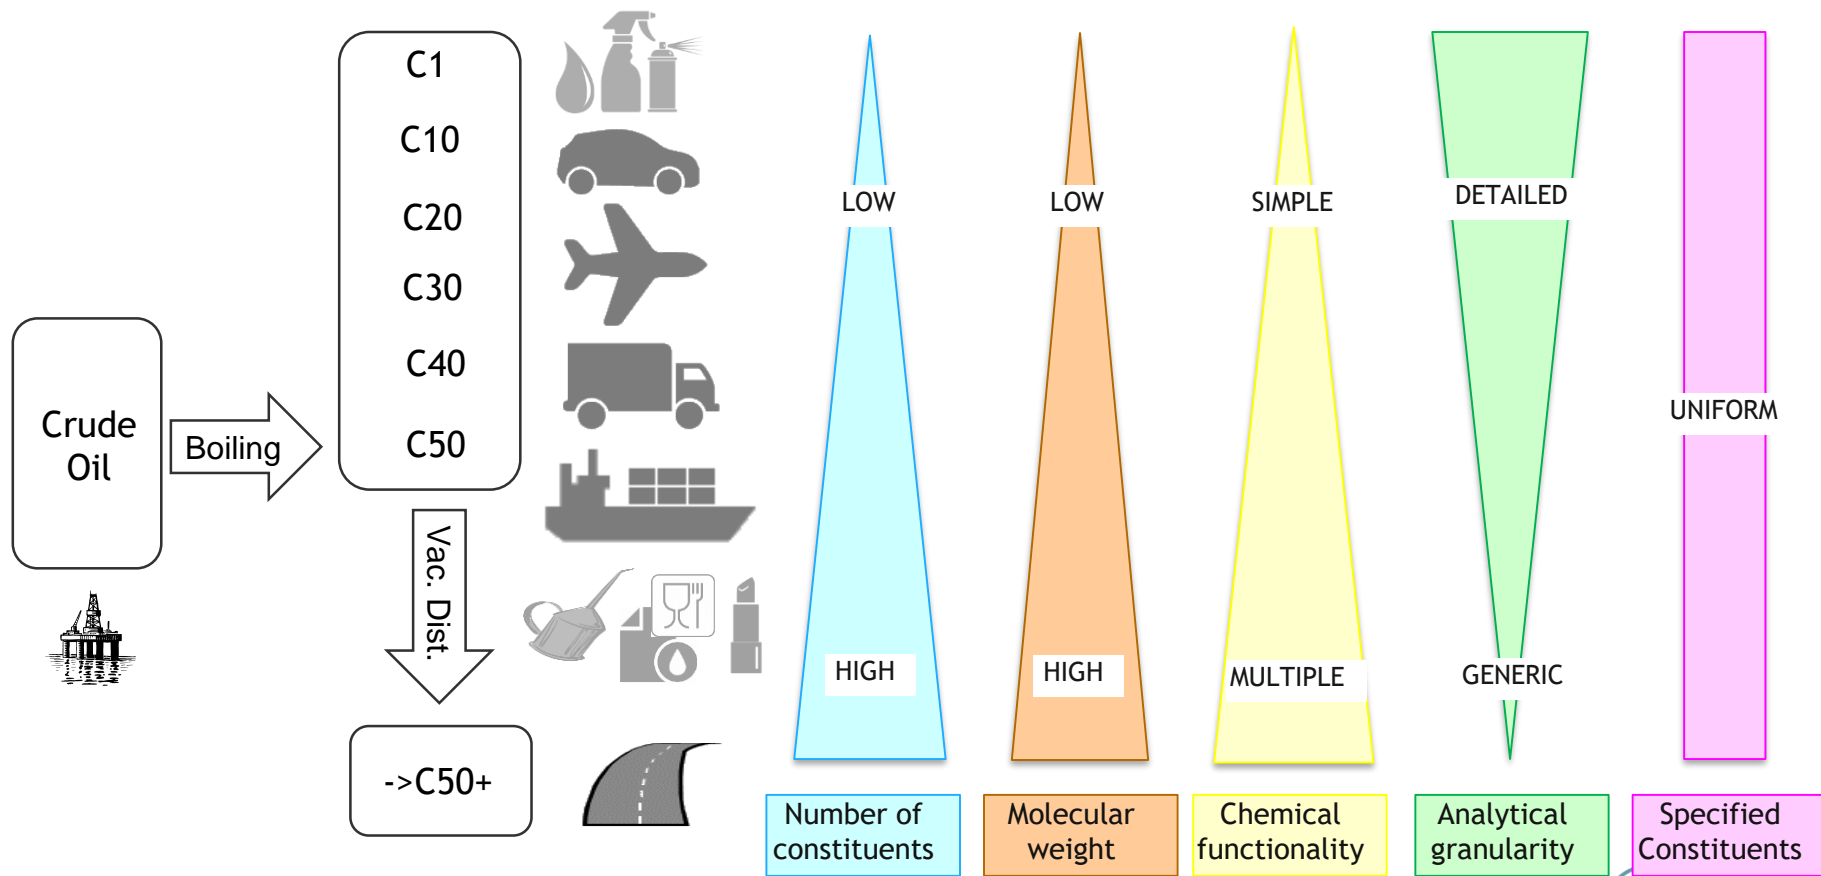 Crude
Oil
Boiling
C1
C10
C20
C30
C40
C50
Vac. Dist.
->C50+
LOW
HIGH
Number of
constituents
LOW
HIGH
Molecular
weight
SIMPLE
MULTIPLE
Chemical
functionality
DETAILED
GENERIC
Analytical
granularity
UNIFORM
Specified
Constituents